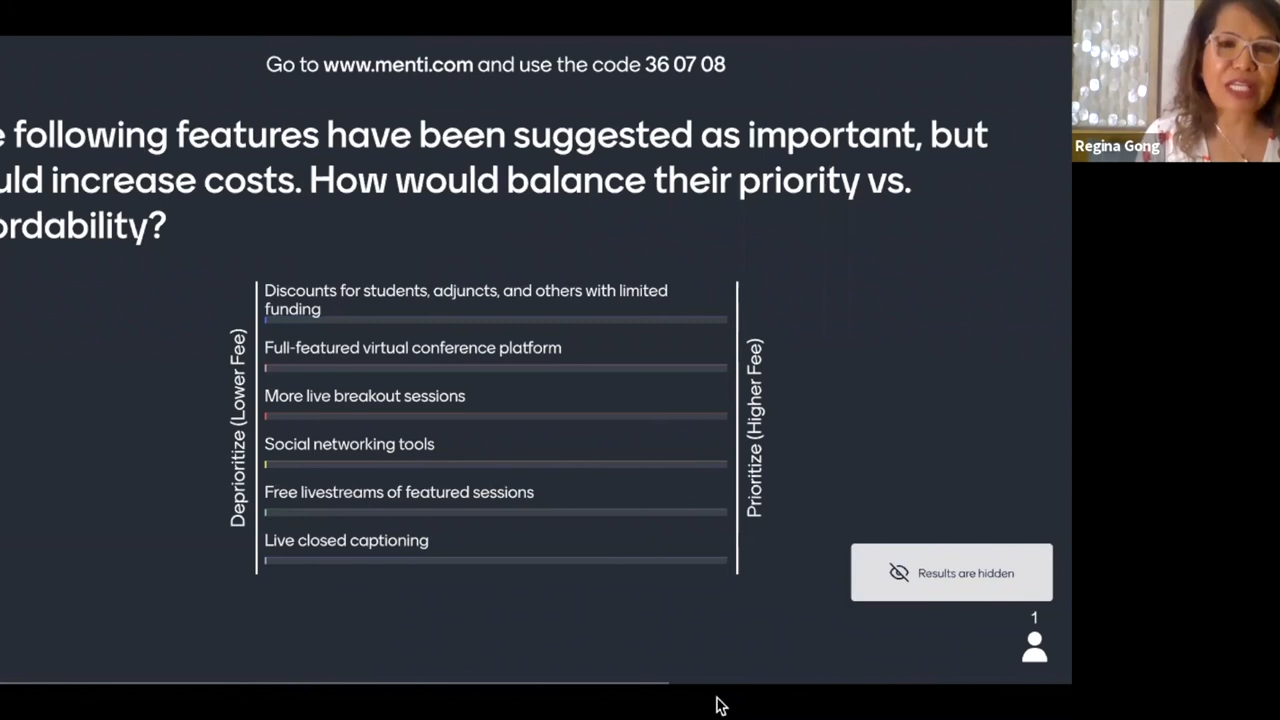 Go to www.menti.com and use the code 36 07 08
following features have been suggested as important, but
increase costs. How would balance their priority vs.
Discounts for students, adjuncts, and others with limited
funding
Full-featured virtual conference platform
More live breakout sessions
Social networking tools
Free livestreams of featured sessions
Live closed captioning
Deprioritize (Lower Fee)
Prioritize (Higher Fee)
Results are hidden
1
Regina Gong